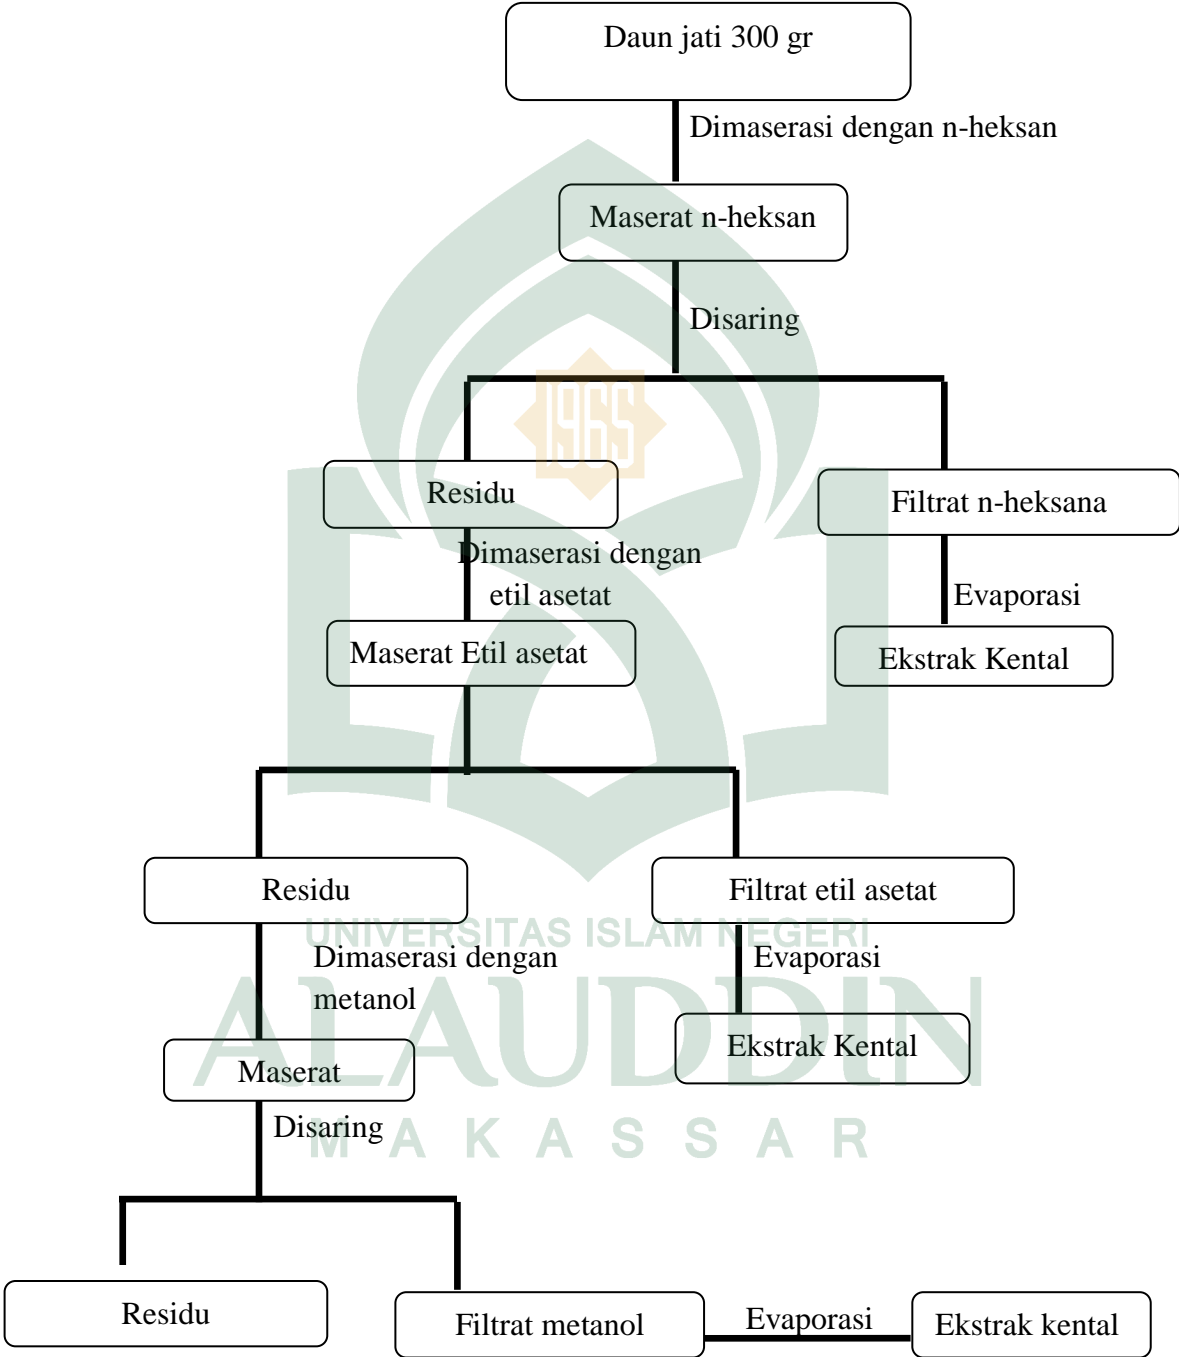 Daun jati 300 gr
Dimaserasi dengan n-heksan
Maserat n-heksan
Disaring
1965
Residu
Filtrat n-heksana
Dimaserasi dengan
etil asetat
Evaporasi
Maserat Etil asetat
Ekstrak Kental
Residu
Filtrat etil asetat
UNIVERSITAS ISLAM NEGERI
Dimaserasi dengan
metanol
Evaporasi
ALAUDDIN
Ekstrak Kental
Maserat
Disaring
MAKASSAR
Residu
Filtrat metanol
Evaporasi
Ekstrak kental